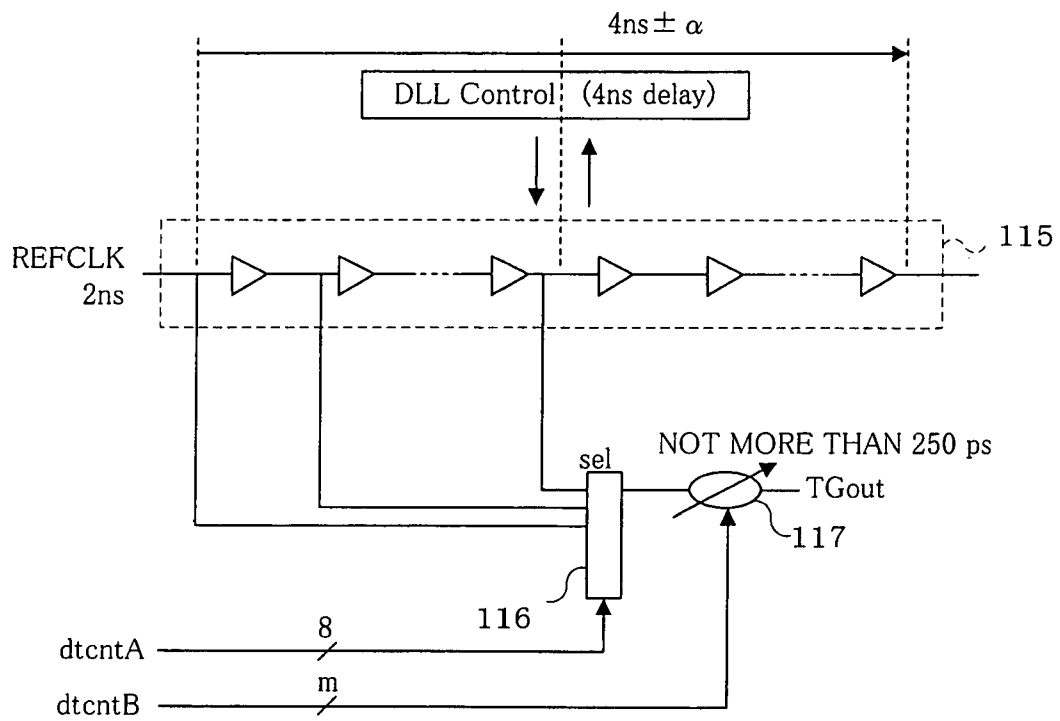 4ns± α
DLL Control (4ns delay)
115
REFCLK
2ns
NOT MORE THAN 250 ps
sel
TGout
117
116
8
dtcntA
m
dtcntB